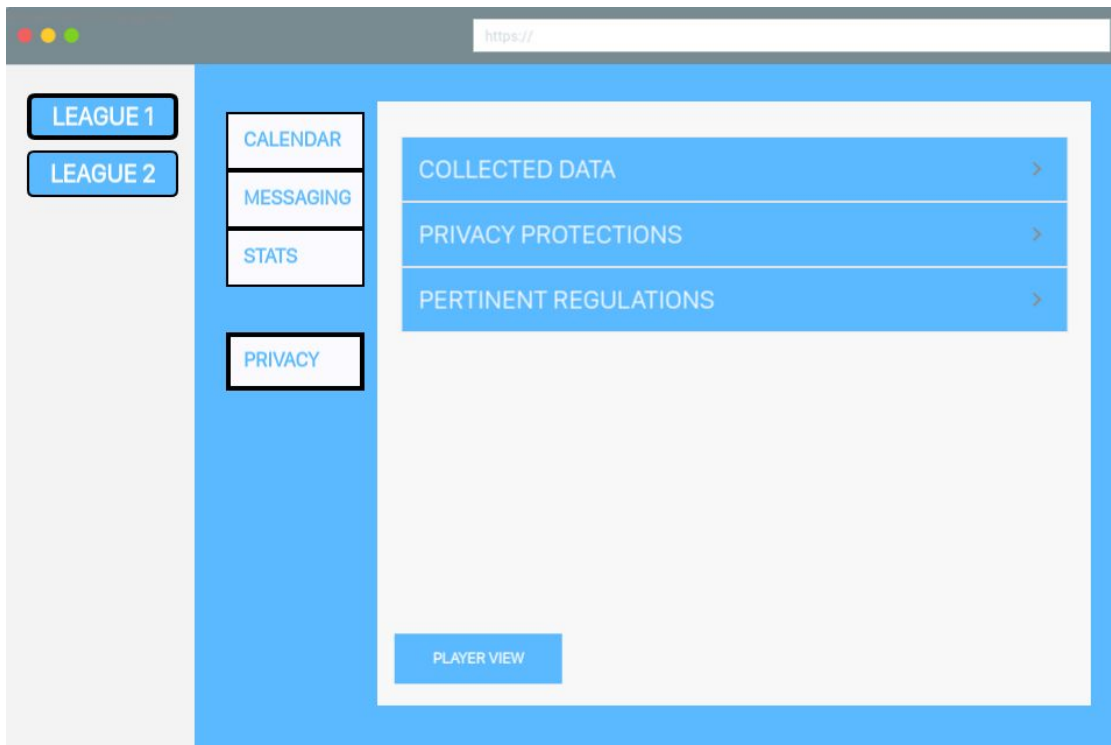 https://
LEAGUE 1
LEAGUE 2
CALENDAR
MESSAGING
STATS
PRIVACY
COLLECTED DATA
PRIVACY PROTECTIONS
PERTINENT REGULATIONS
PLAYER VIEW